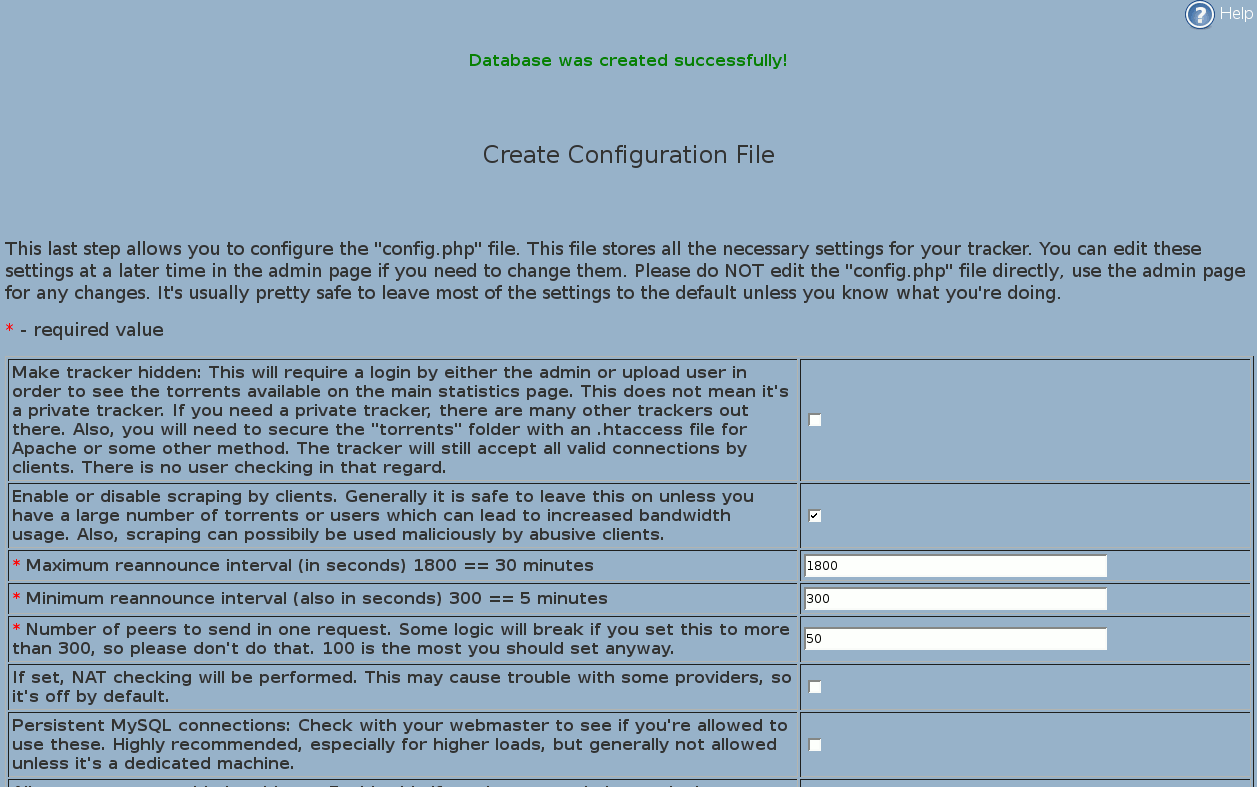 Help
Database was created successfully!
Create Configuration File
This last step allows you to configure the "config.php" file. This file stores all the necessary settings for your tracker. You can edit these
settings at a later time in the admin page if you need to change them. Please do NOT edit the "config.php" file directly, use the admin page
for any changes. It's usually pretty safe to leave most of the settings to the default unless you know what you're doing.
* - required value
Make tracker hidden: This will require a login by either the admin or upload user in
order to see the torrents available on the main statistics page. This does not mean it's
a private tracker. If you need a private tracker, there are many other trackers out
there. Also, you will need to secure the "torrents" folder with an .htaccess file for
Apache or some other method. The tracker will still accept all valid connections by
clients. There is no user checking in that regard.
Enable or disable scraping by clients. Generally it is safe to leave this on unless you
have a large number of torrents or users which can lead to increased bandwidth
usage. Also, scraping can possibily be used maliciously by abusive clients.
* Maximum reannounce interval (in seconds) 1800 == 30 minutes
1800
* Minimum reannounce interval (also in seconds) 300 == 5 minutes
300
* Number of peers to send in one request. Some logic will break if you set this to more
than 300, so please don't do that. 100 is the most you should set anyway.
50
If set, NAT checking will be performed. This may cause trouble with some providers, so
it's off by default.
Persistent MySQL connections: Check with your webmaster to see if you're allowed to
use these. Highly recommended, especially for higher loads, but generally not allowed
unless it's a dedicated machine.